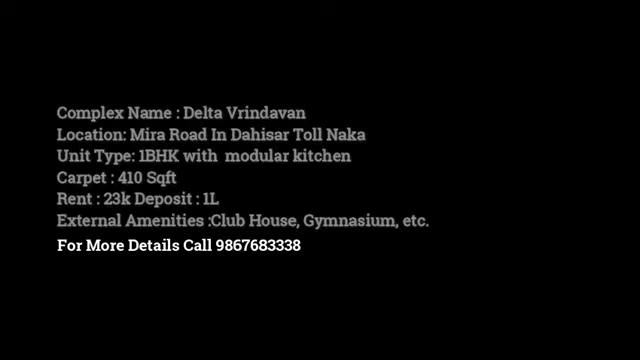 Complex Name : Delta Vrindavan
Location: Mira Road In Dahisar Toll Naka
Unit Type: 1BHK with  modular kitchen
Carpet : 410 Sqft
Rent : 23k Deposit : 1L
External Amenities :Club House, Gymnasium, etc.
For More Details Call 9867683338